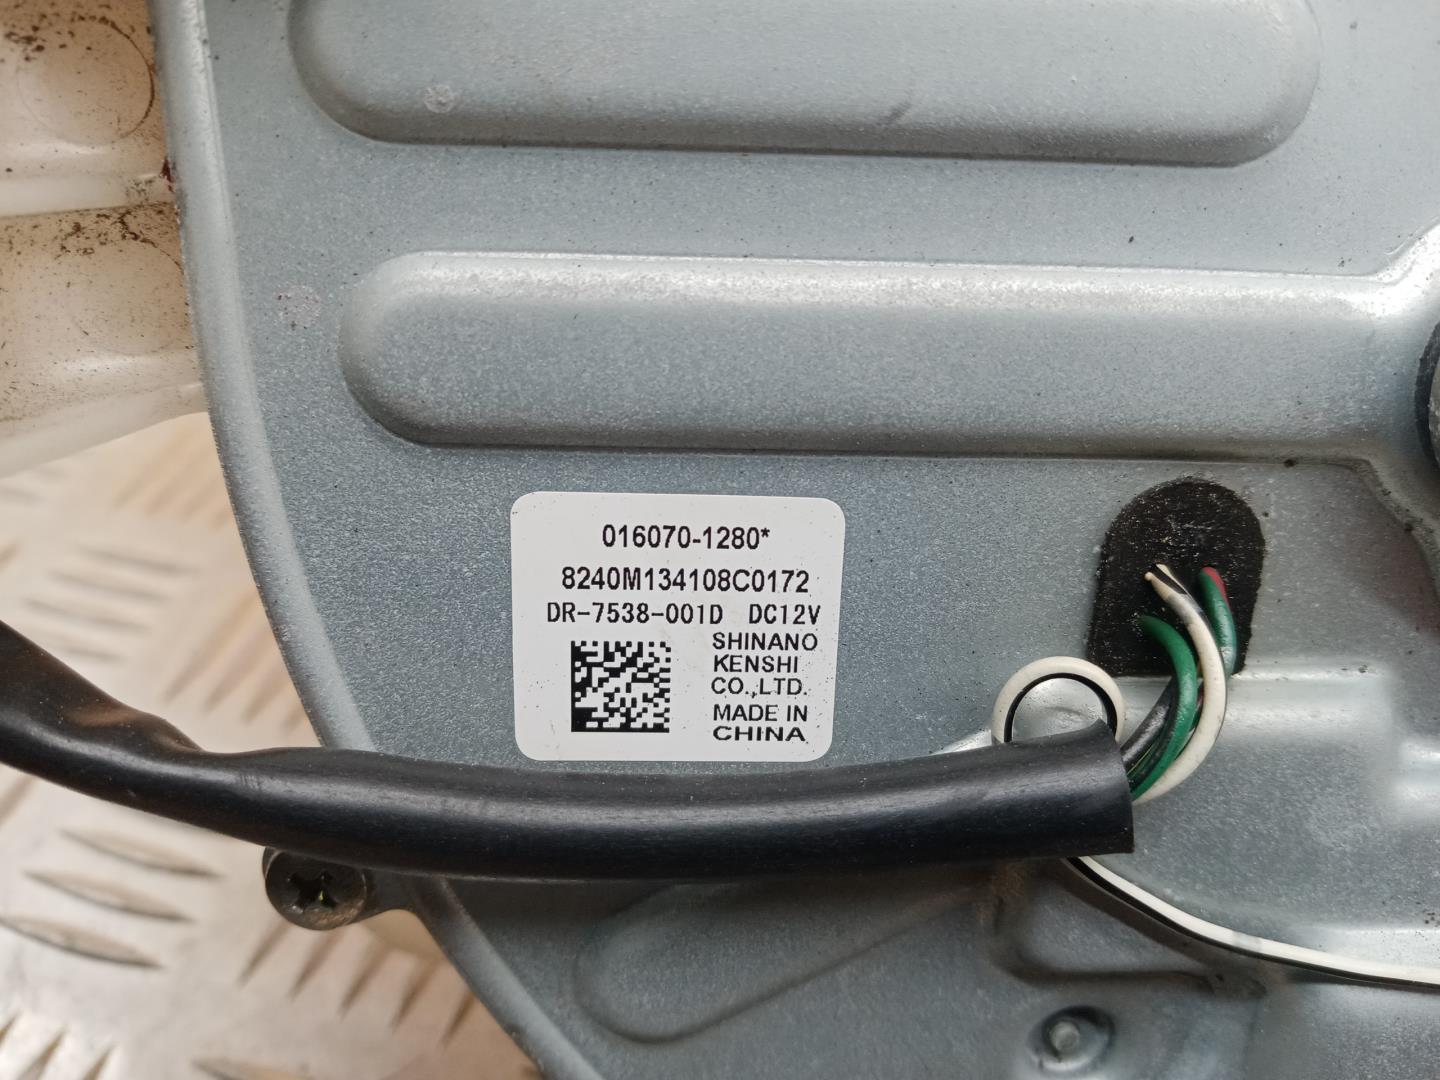 016070-1280*
8240M134108C0172
DR-7538-001D DC12V
SHINANO
KENSHI
CO.,LTD.
MADE IN
CHINA